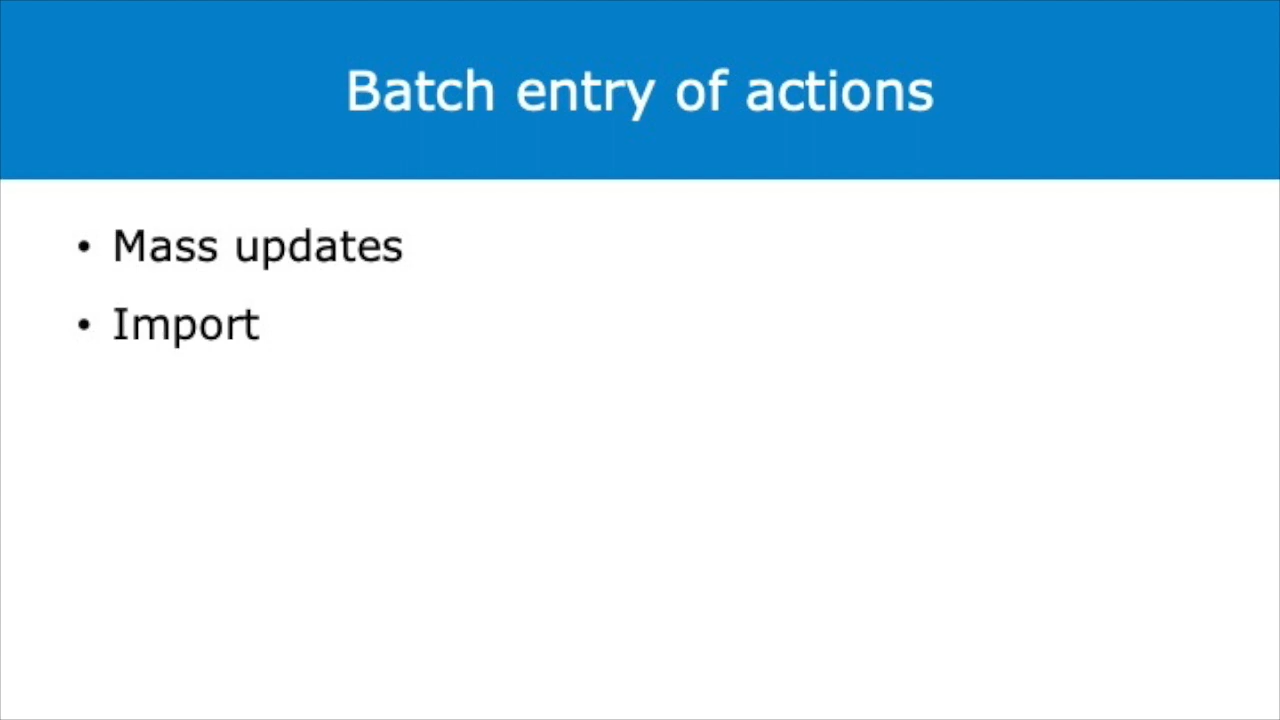 Batch entry of actions
• Mass updates
• Import